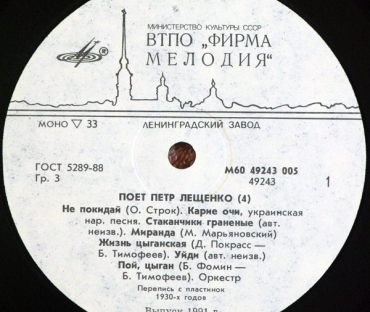 МИНИСТЕРСТВО КУЛЬТУРЫ СССР
ВТПО „ФИРМА
МЕЛОДИЯ"
МОНО ▽ 33 ЛЕНИНГРАДСКИЙ ЗАВОД
ГОСТ 5289-88 М60 49243 005
Гр. 3 49243 1
ПОЕТ ПЕТР ЛЕЩЕНКО (4)
Не покидай (О. Строк). Карие очи, украинская
нар. песня. Стаканчики граненые (авт.
неизв.). Миранда (М. Марьяновский)
Жизнь цыганская (Д. Покрасс —
Б. Тимофеев). Уйди (авт. неизв.).
Пой, цыган (Б. Фомин —
Б. Тимофеев). Оркестр
Перепись с пластинок
1930-х годов
Выпуск 1991 г.